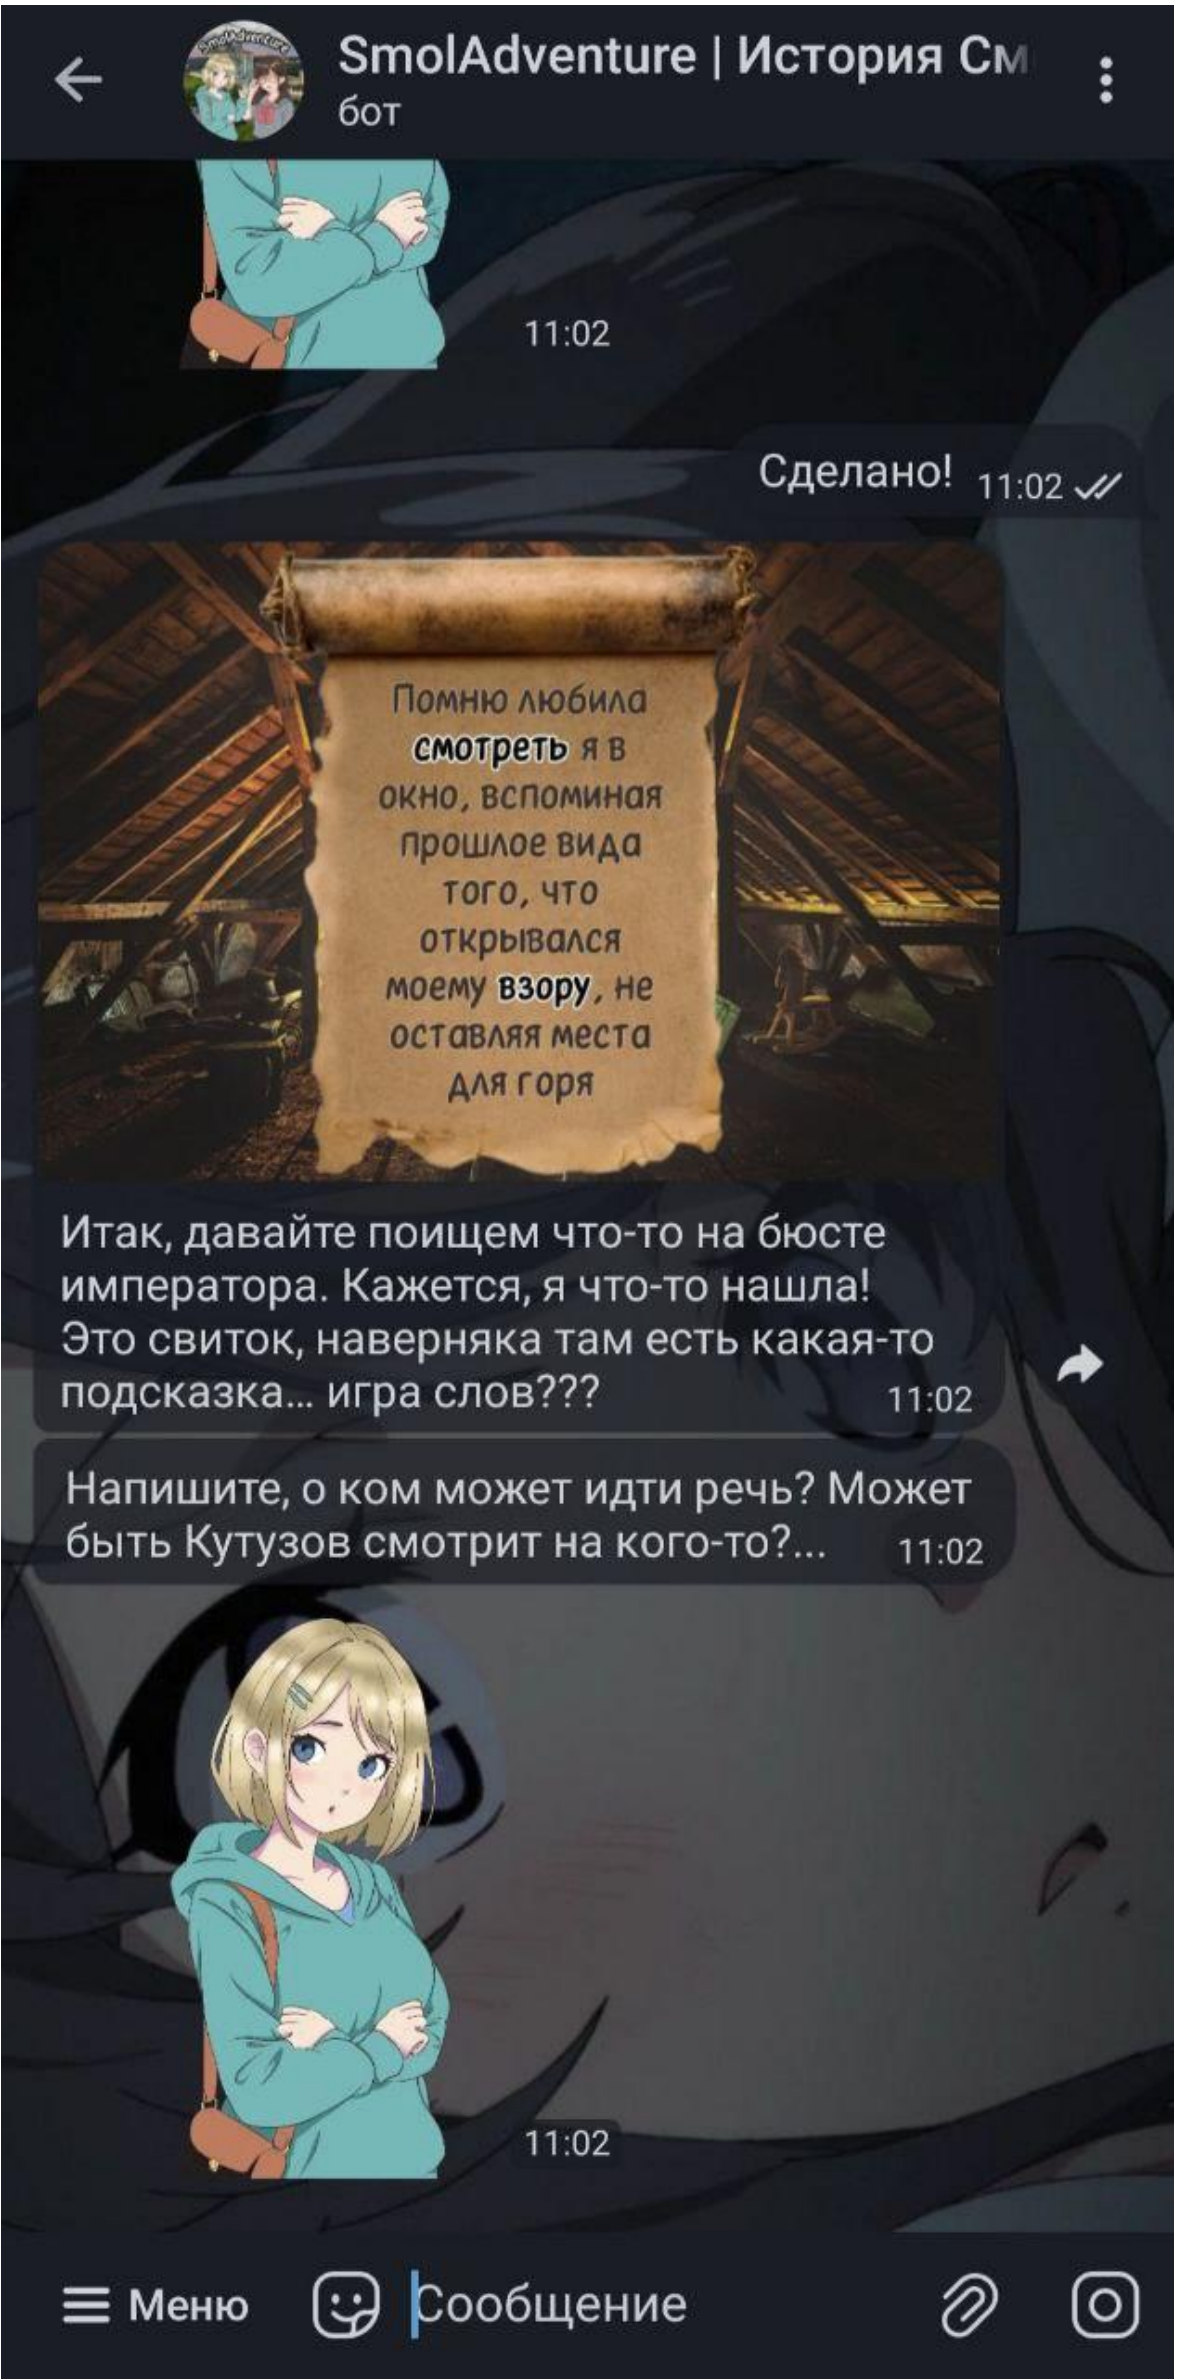 SmolAdventure
SmolAdventure | История См
бот
11:02
Сделано! 11:02
Помню любила
смотреть я в
окно, вспоминая
прошлое вида
того, что
открывался
моему взору, не
оставляя места
для горя
Итак, давайте поищем что-то на бюсте
императора. Кажется, я что-то нашла!
Это свиток, наверняка там есть какая-то
подсказка... игра слов???
11:02
Напишите, о ком может идти речь? Может
быть Кутузов смотрит на кого-то?...
11:02
11:02
Меню
Сообщение